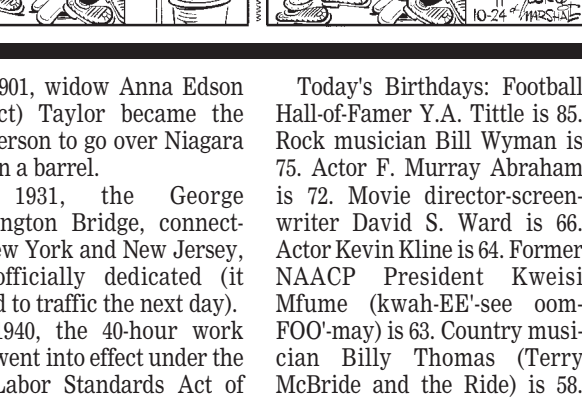 10-24
MARSHALL
901, widow Anna Edson
ct) Taylor became the
erson to go over Niagara
n a barrel.
1931, the George
ington Bridge, connect-
ew York and New Jersey,
officially dedicated (it
d to traffic the next day).
1940, the 40-hour work
went into effect under the
Labor Standards Act of
Today's Birthdays: Football
Hall-of-Famer Y.A. Tittle is 85.
Rock musician Bill Wyman is
75. Actor F. Murray Abraham
is 72. Movie director-screen-
writer David S. Ward is 66.
Actor Kevin Kline is 64. Former
NAACP President Kweisi
Mfume (kwah-EE'-see oom-
FOO'-may) is 63. Country musi-
cian Billy Thomas (Terry
McBride and the Ride) is 58.